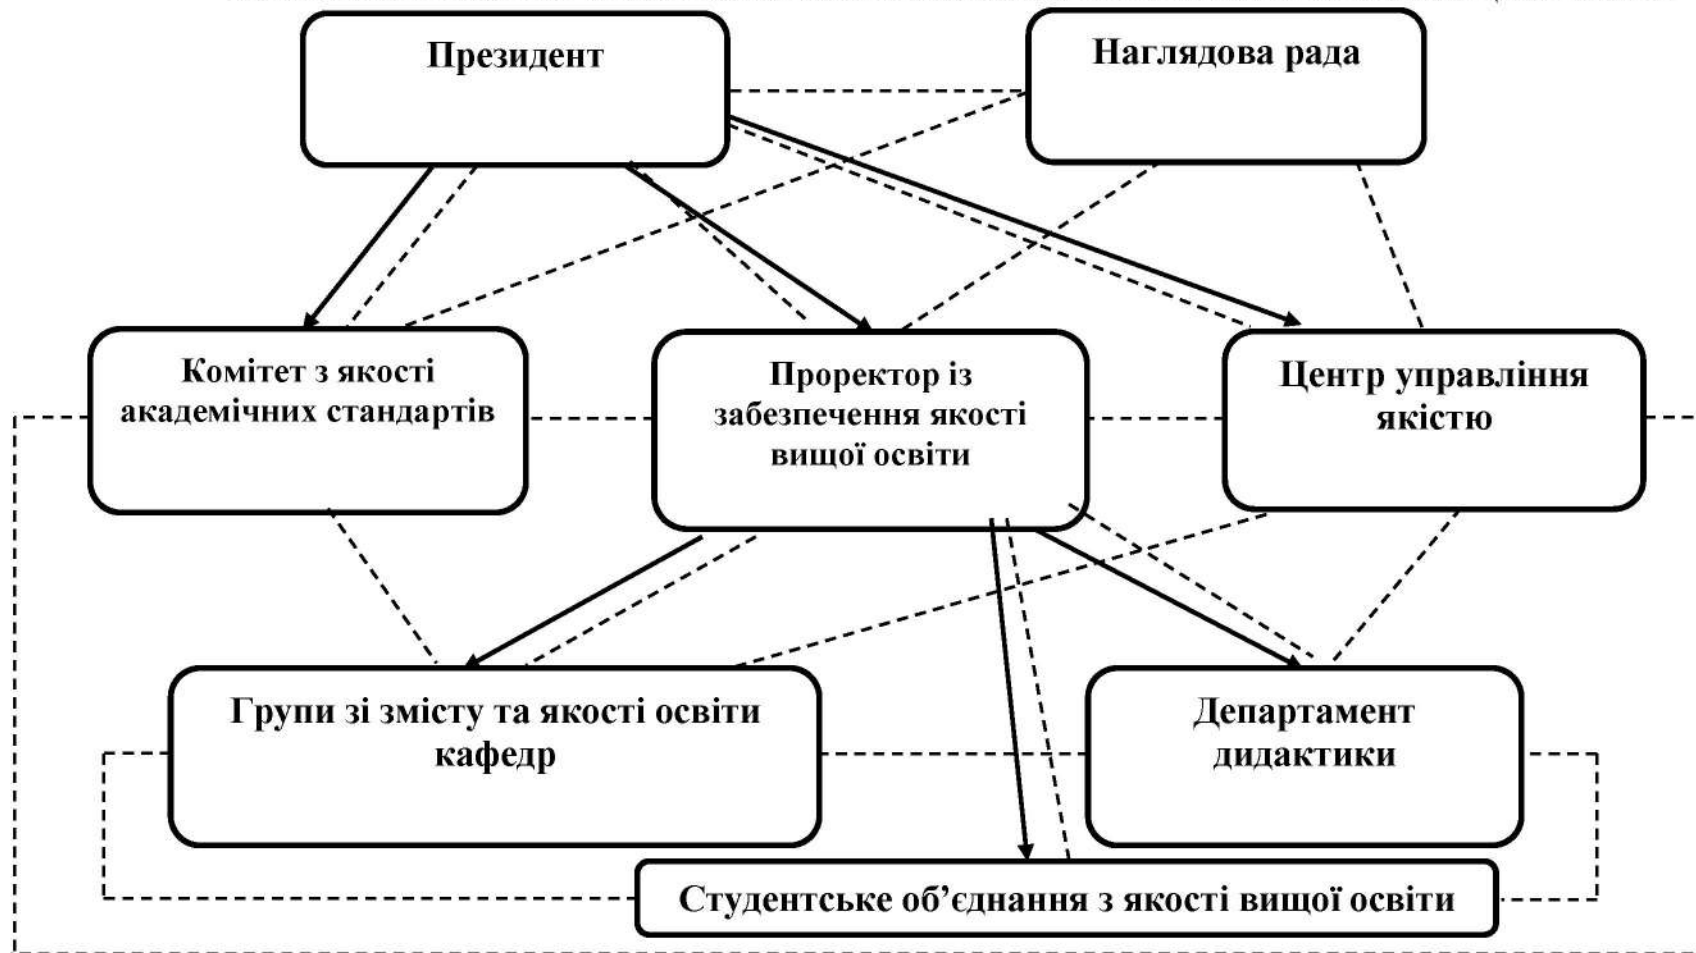 Президент
Наглядова рада
Комітет з якості
академічних стандартів
Проректор із
забезпечення якості
вищої освіти
Центр управління
якістю
Групи зі змісту та якості освіти
кафедр
Департамент
дидактики
Студентське об’єднання з якості вищої освіти